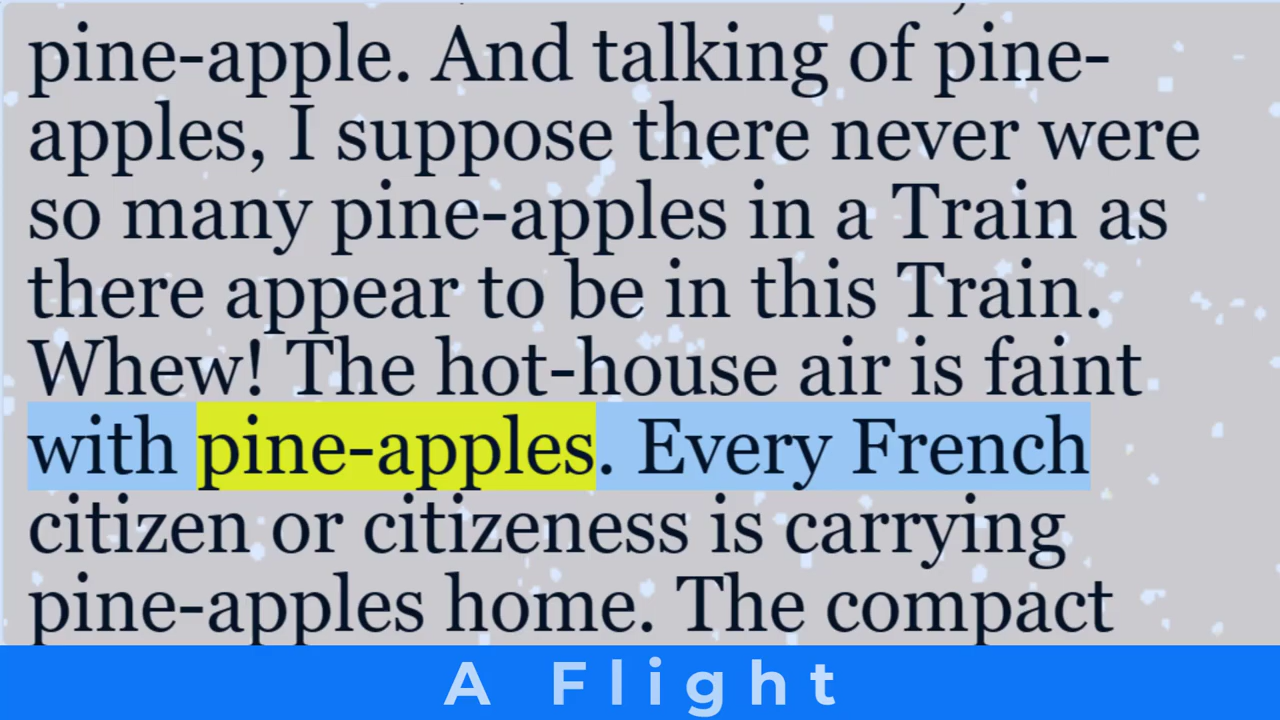 pine-apple. And talking of pine-
apples, I suppose there never were
so many pine-apples in a Train as
there appear to be in this Train.
Whew! The hot-house air is faint
with pine-apples. Every French
citizen or citizeness is carrying
pine-apples home. The compact
A Flight